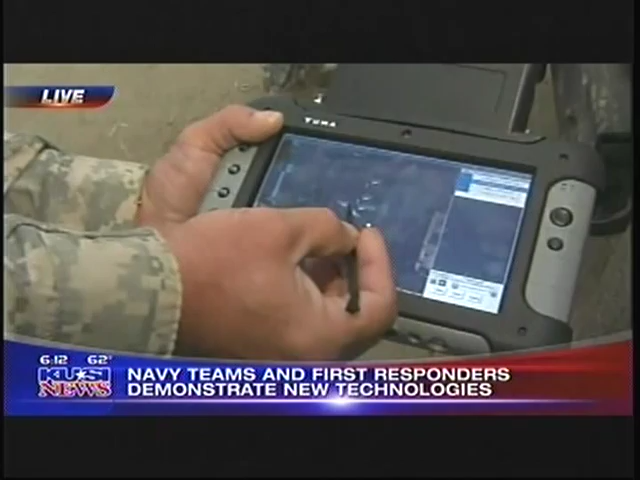 LIVE
YUMA
6:12 62°
KUSI
NEWS
NAVY TEAMS AND FIRST RESPONDERS
DEMONSTRATE NEW TECHNOLOGIES